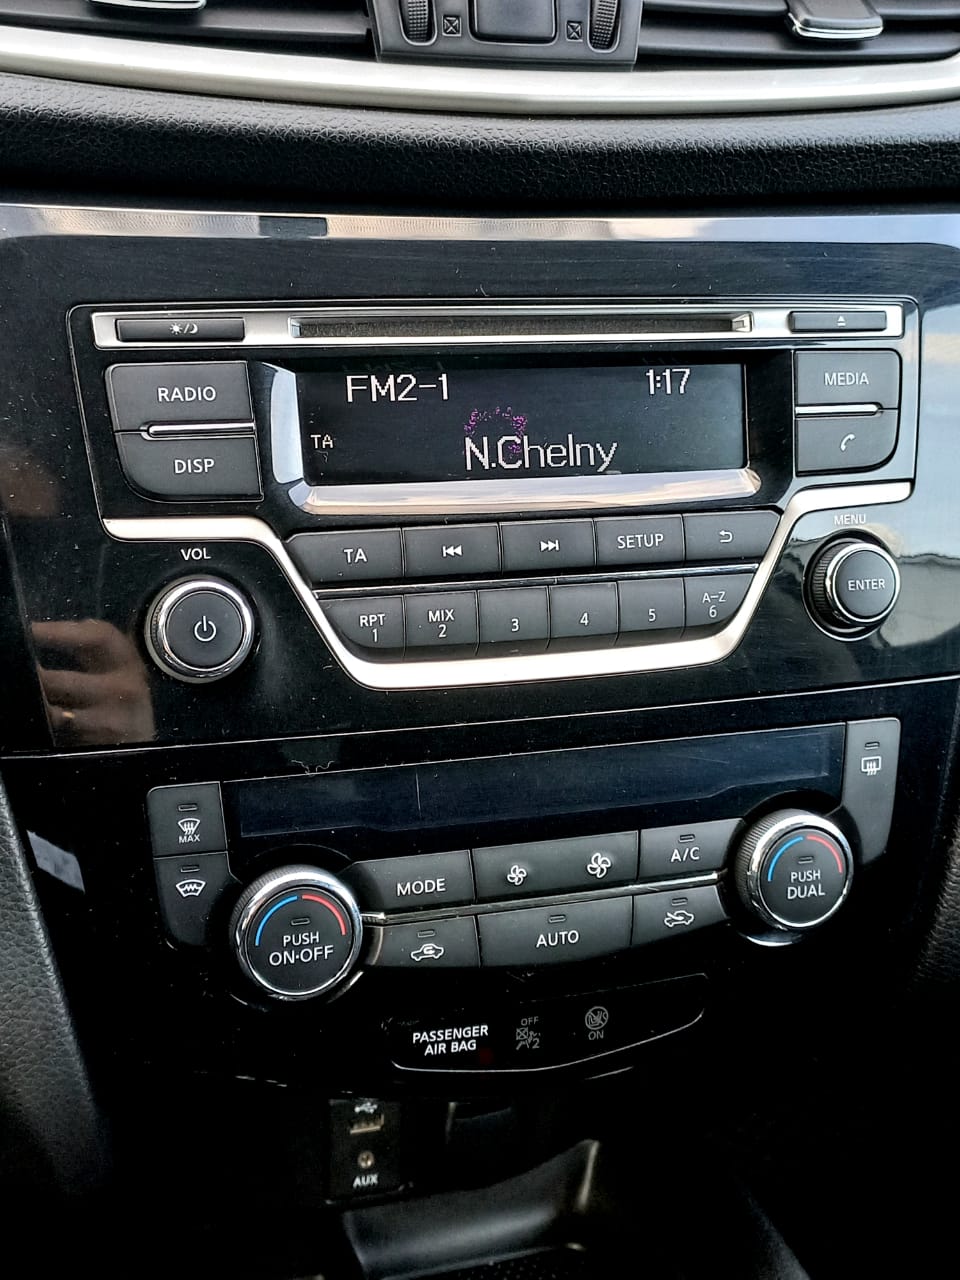 RADIO
DISP
FM2-1
1:17
TA
N.Chelny
MEDIA
VOL
MENU
ENTER
TA
SETUP
RPT
1
MIX
2
3
4
5
A-Z
6
MAX
MODE
A/C
PUSH
DUAL
PUSH
ON·OFF
AUTO
PASSENGER
AIR BAG
OFF
2
ON
AUX